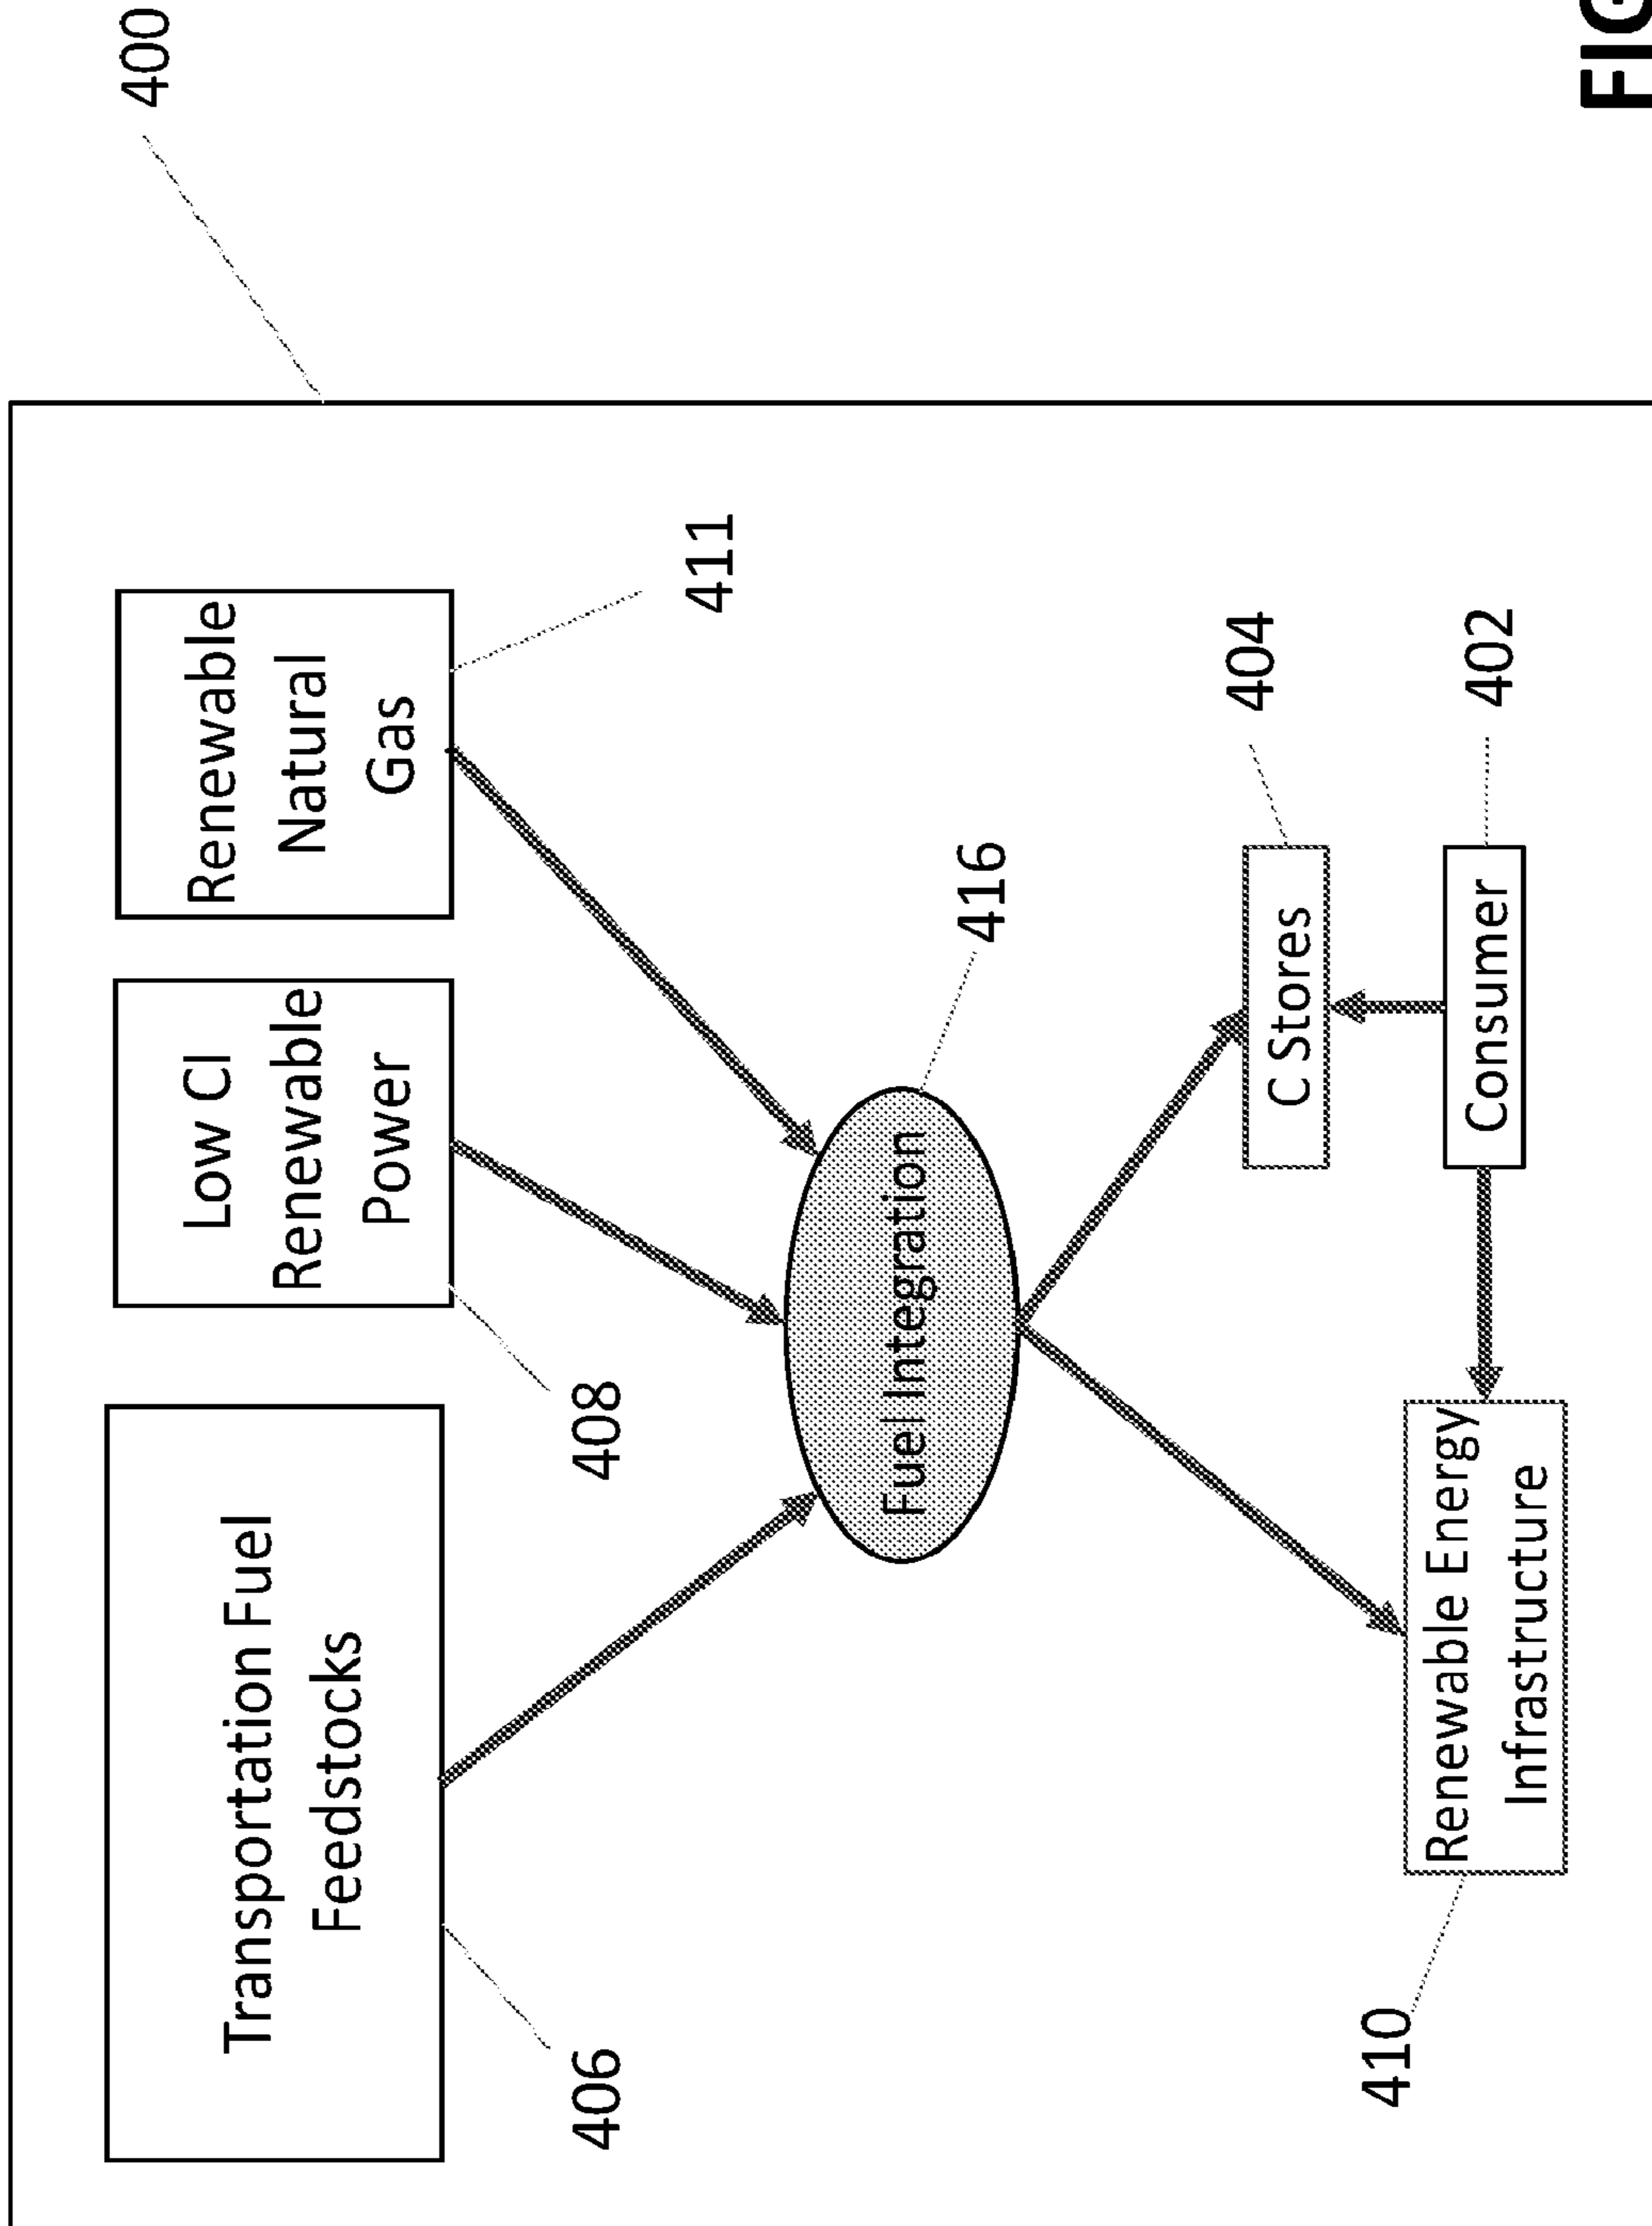 400
Transportation Fuel
Feedstocks
Low CI
Renewable
Power
Renewable
Natural
Gas
406
408
411
Fuel Integration
416
C Stores
404
410
Renewable Energy
Infrastructure
Consumer
402
FIG